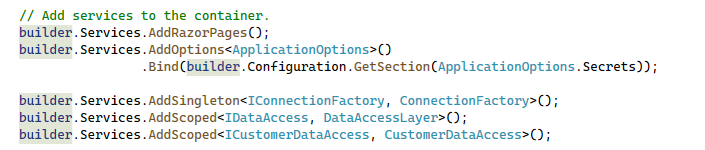 // Add services to the container.
builder.Services.AddRazorPages();
builder.Services.AddOptions<ApplicationOptions>()
.Bind(builder.Configuration.GetSection(ApplicationOptions.Secrets));
builder.Services.AddSingleton<IConnectionFactory, ConnectionFactory>();
builder.Services.AddScoped<IDataAccess, DataAccessLayer>();
builder.Services.AddScoped<ICustomerDataAccess, CustomerDataAccess>();